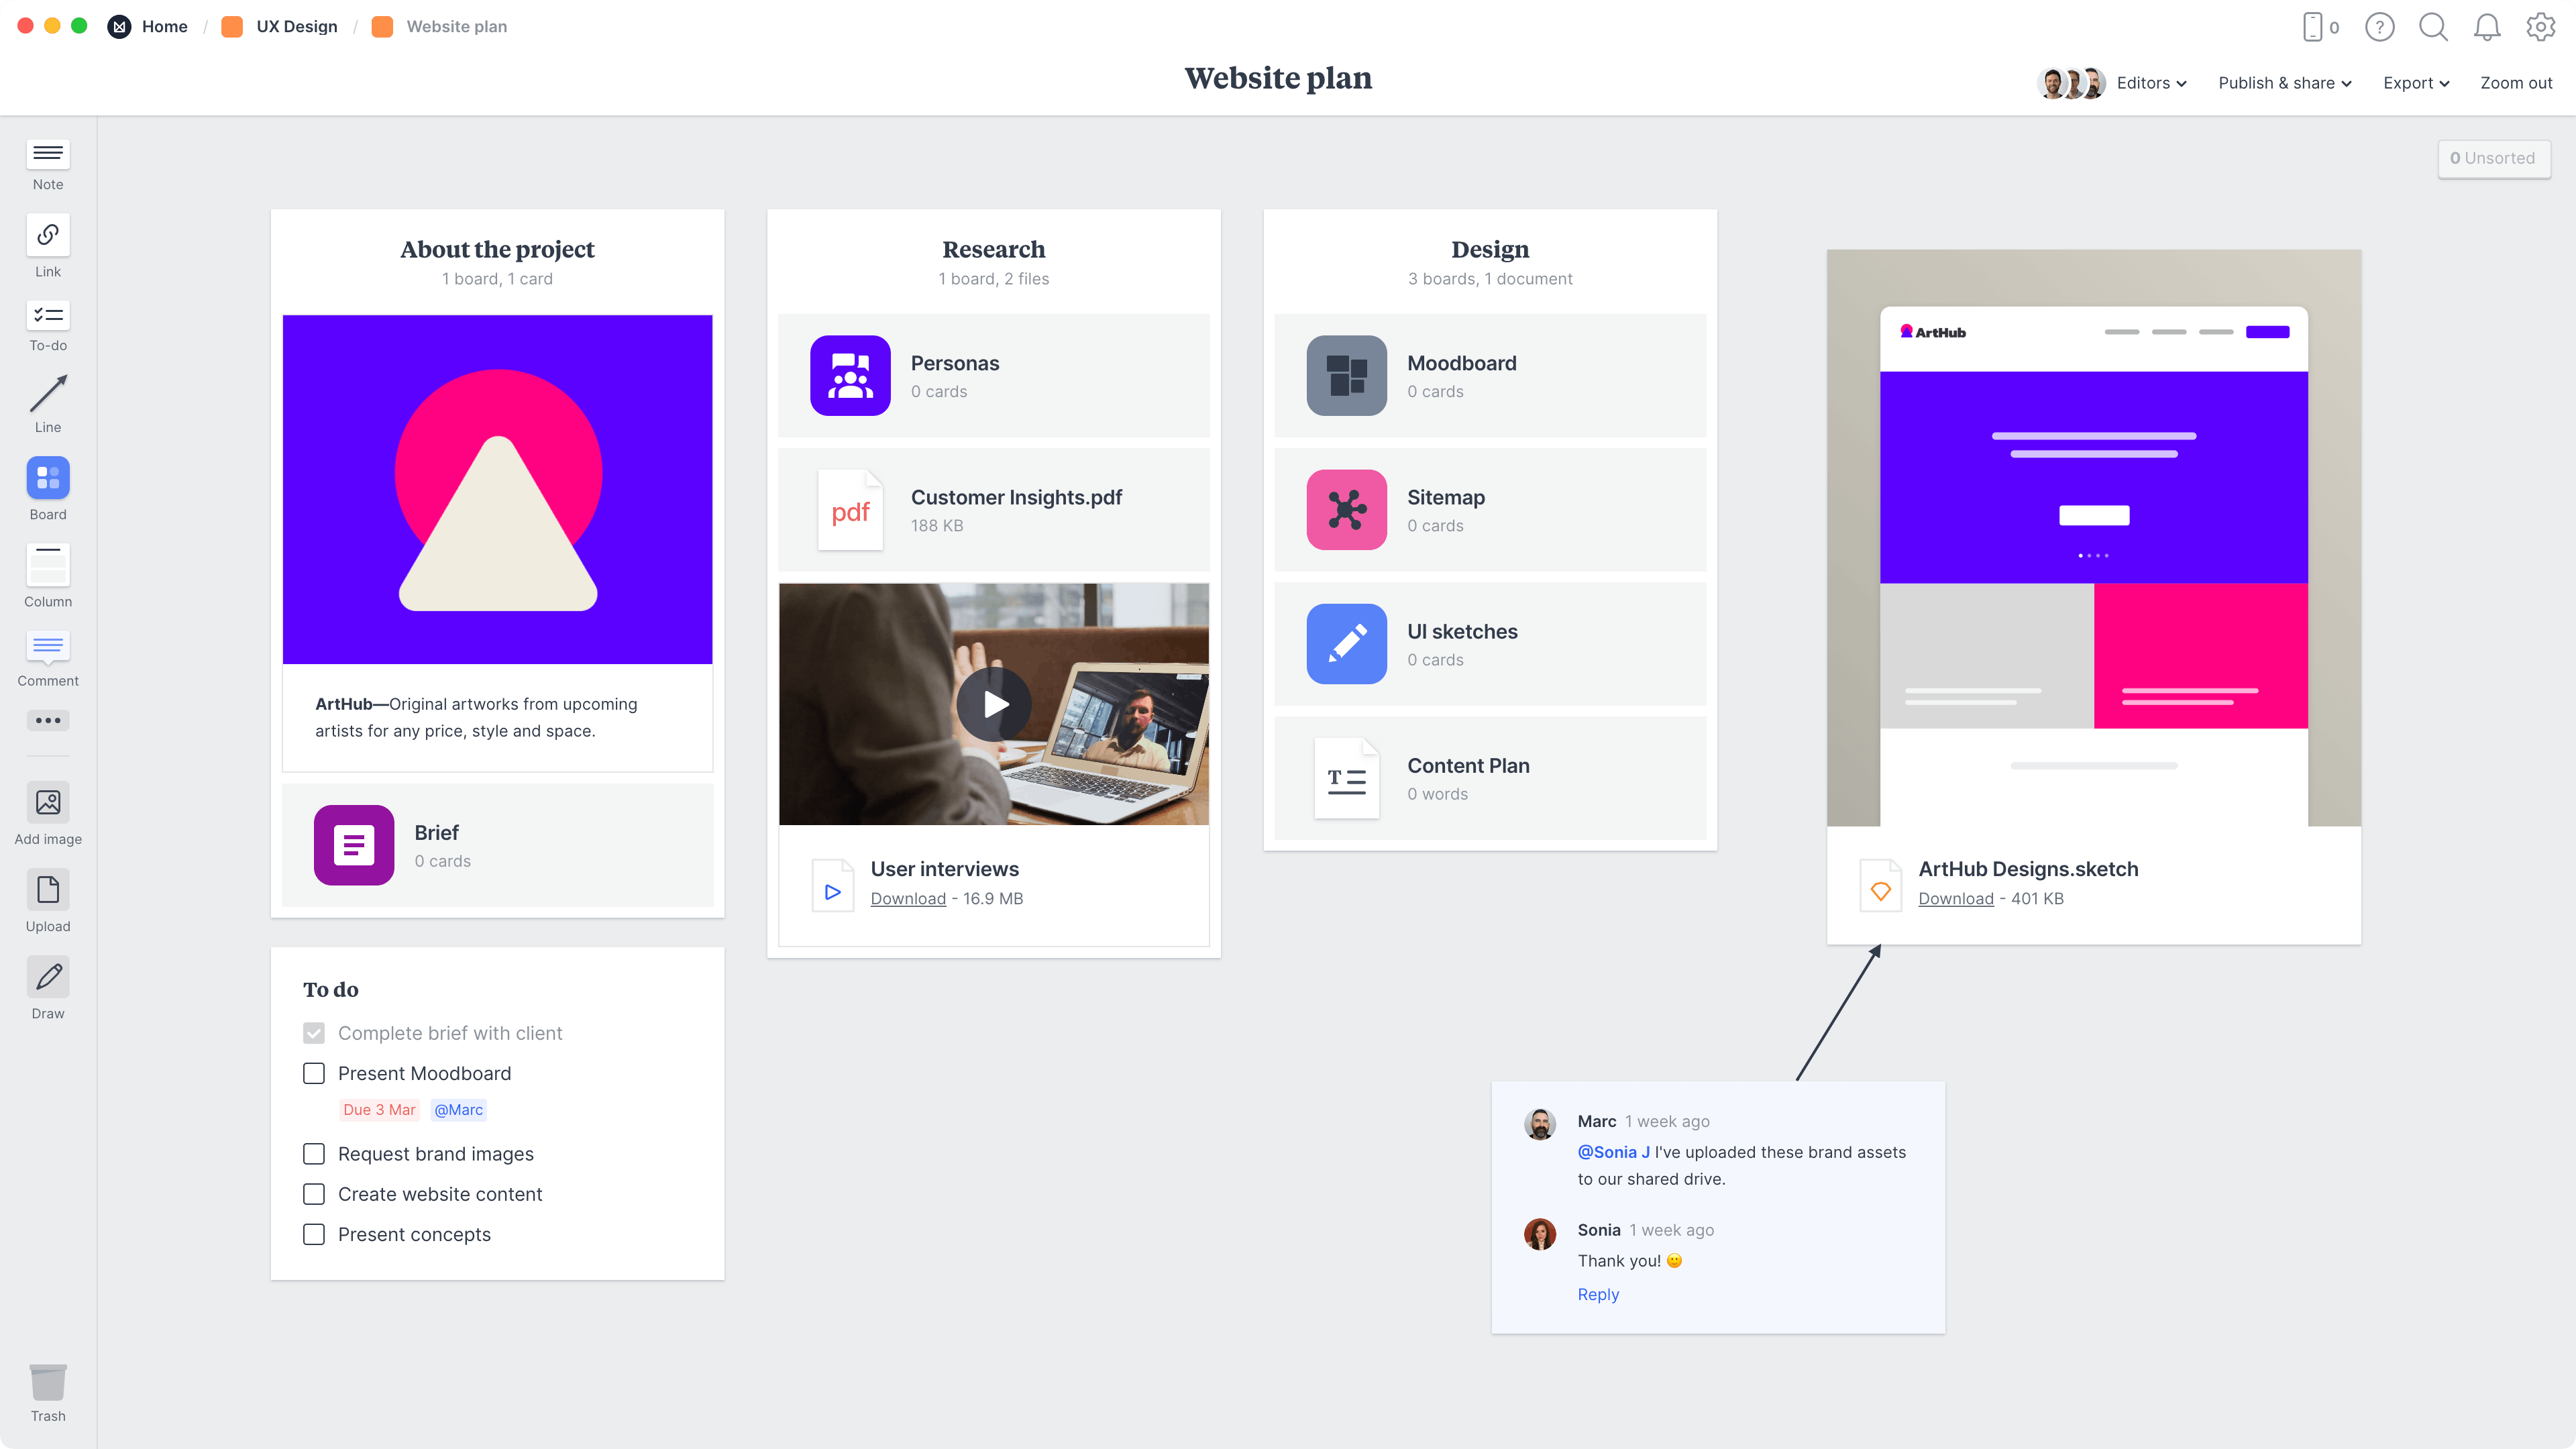 Home / UX Design / Website plan
0
Website plan
Editors
Publish & share
Export
Zoom out
0 Unsorted
Note
Link
To-do
Line
Board
Column
Comment
Add image
Upload
Draw
Trash
About the project
1 board, 1 card
ArtHub—Original artworks from upcoming
artists for any price, style and space.
Brief
0 cards
To do
Complete brief with client
Present Moodboard
Due 3 Mar @Marc
Request brand images
Create website content
Present concepts
Research
1 board, 2 files
Personas
0 cards
pdf
Customer Insights.pdf
188 KB
User interviews
Download - 16.9 MB
Design
3 boards, 1 document
Moodboard
0 cards
Sitemap
0 cards
UI sketches
0 cards
T
Content Plan
0 words
ArtHub
ArtHub Designs.sketch
Download - 401 KB
Marc 1 week ago
@Sonia J I've uploaded these brand assets
to our shared drive.
Sonia 1 week ago
Thank you! 🙂
Reply